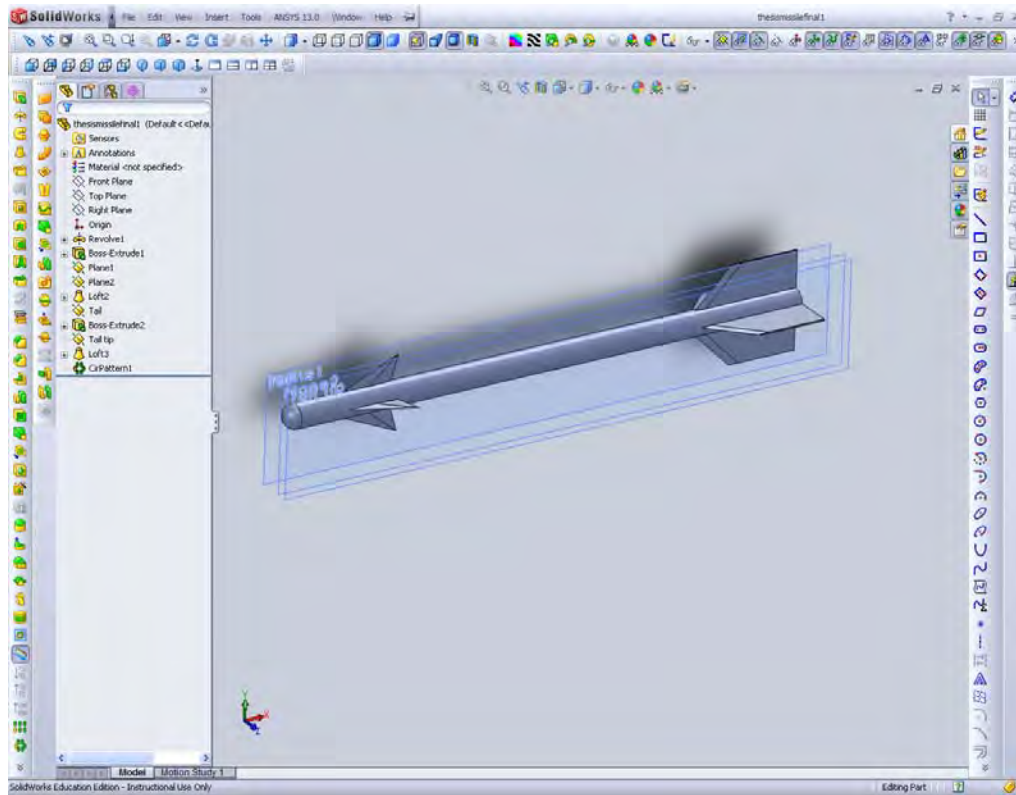 SolidWorks File Edit View Insert Tools ANSYS 13.0 Window Help thesismisslefinal1
thesismisslefinal1 (Default<<Defau
Sensors
Annotations
Material <not specified>
Front Plane
Top Plane
Right Plane
Origin
Revolve1
Boss-Extrude1
Plane1
Plane2
Loft2
Tail
Boss-Extrude2
Tail tip
Loft3
CirPattern1
Model Motion Study 1
SolidWorks Education Edition - Instructional Use Only Editing Part